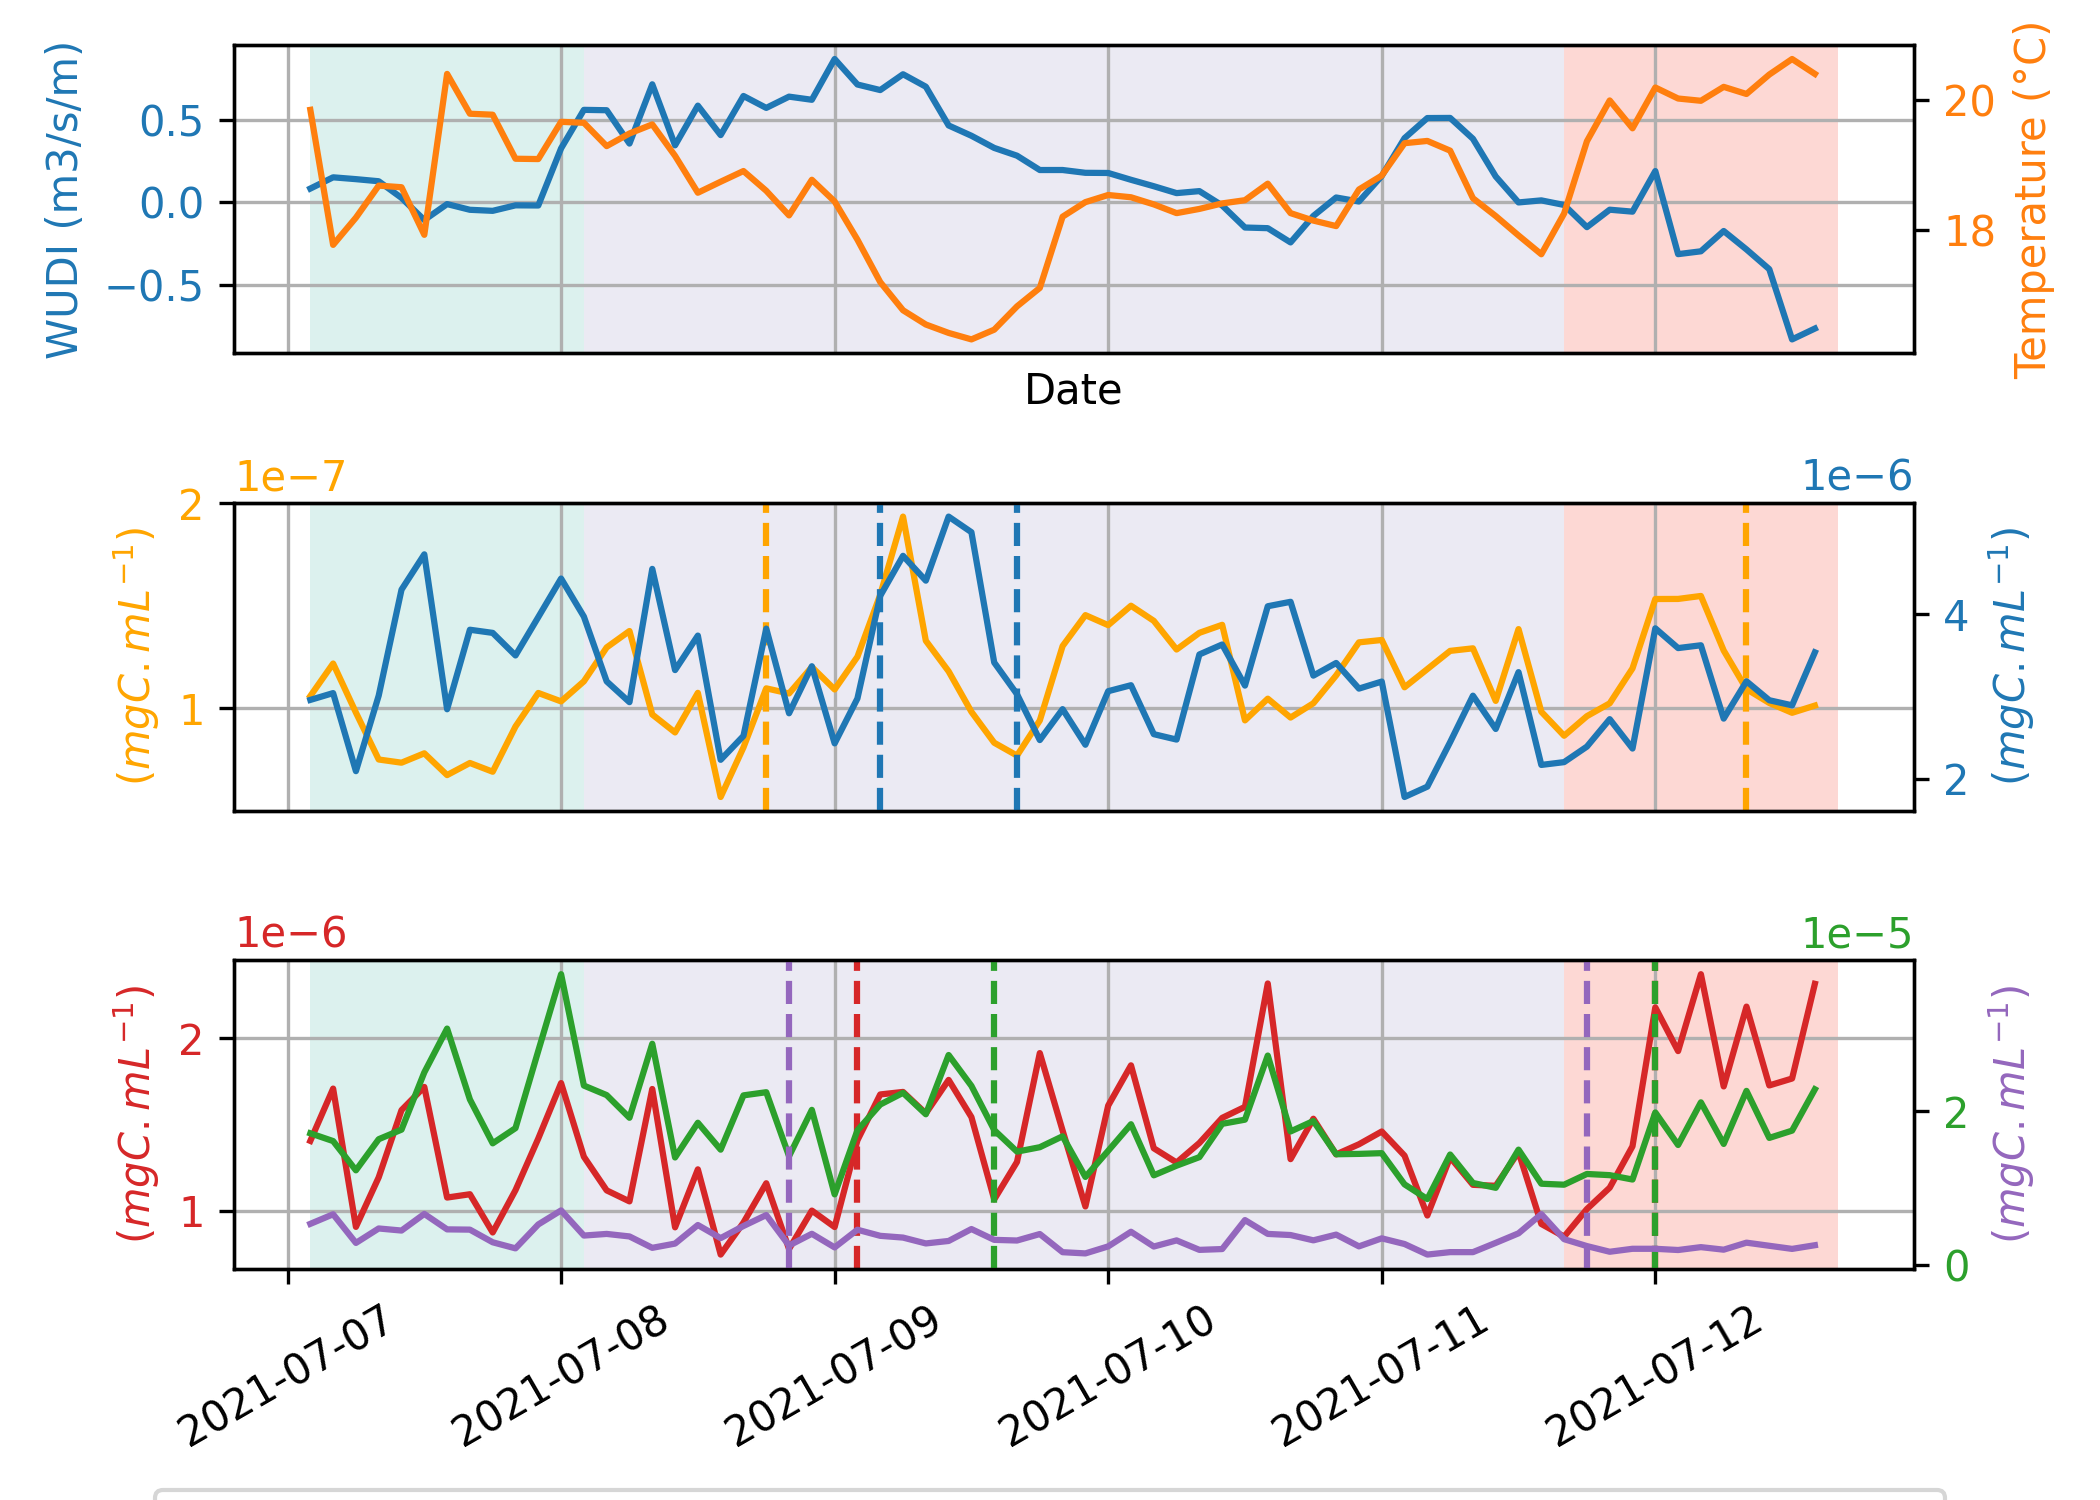 WUDI (m3/s/m)
0.5
0.0
−0.5
20
18
Temperature (°C)
Date
1e−7
1e−6
(mgC.mL⁻¹)
2
1
4
2
(mgC.mL⁻¹)
1e−6
1e−5
(mgC.mL⁻¹)
2
1
2
0
(mgC.mL⁻¹)
2021-07-07
2021-07-08
2021-07-09
2021-07-10
2021-07-11
2021-07-12